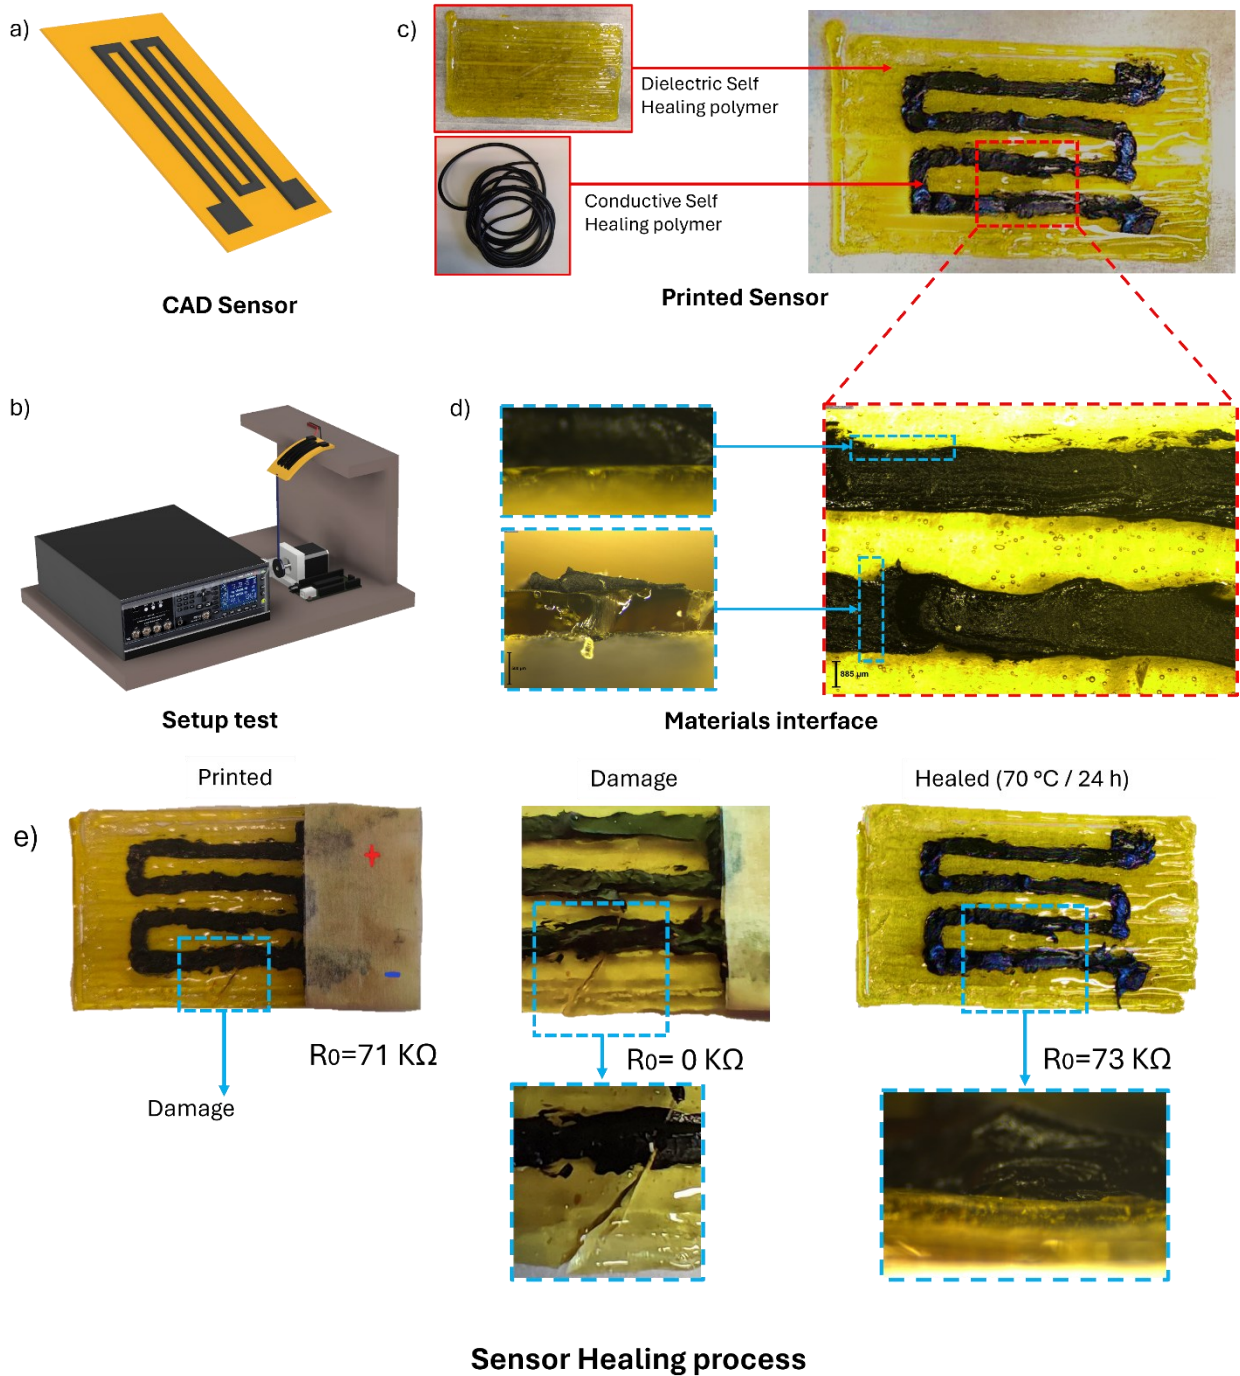 a)
CAD Sensor
c)
Dielectric Self
Healing polymer
Conductive Self
Healing polymer
Printed Sensor
b)
Setup test
d)
885 µm
Materials interface
e)
Printed
Damage
Healed (70 °C / 24 h)
+
-
R0=71 KΩ
R0= 0 KΩ
R0=73 KΩ
Damage
Sensor Healing process